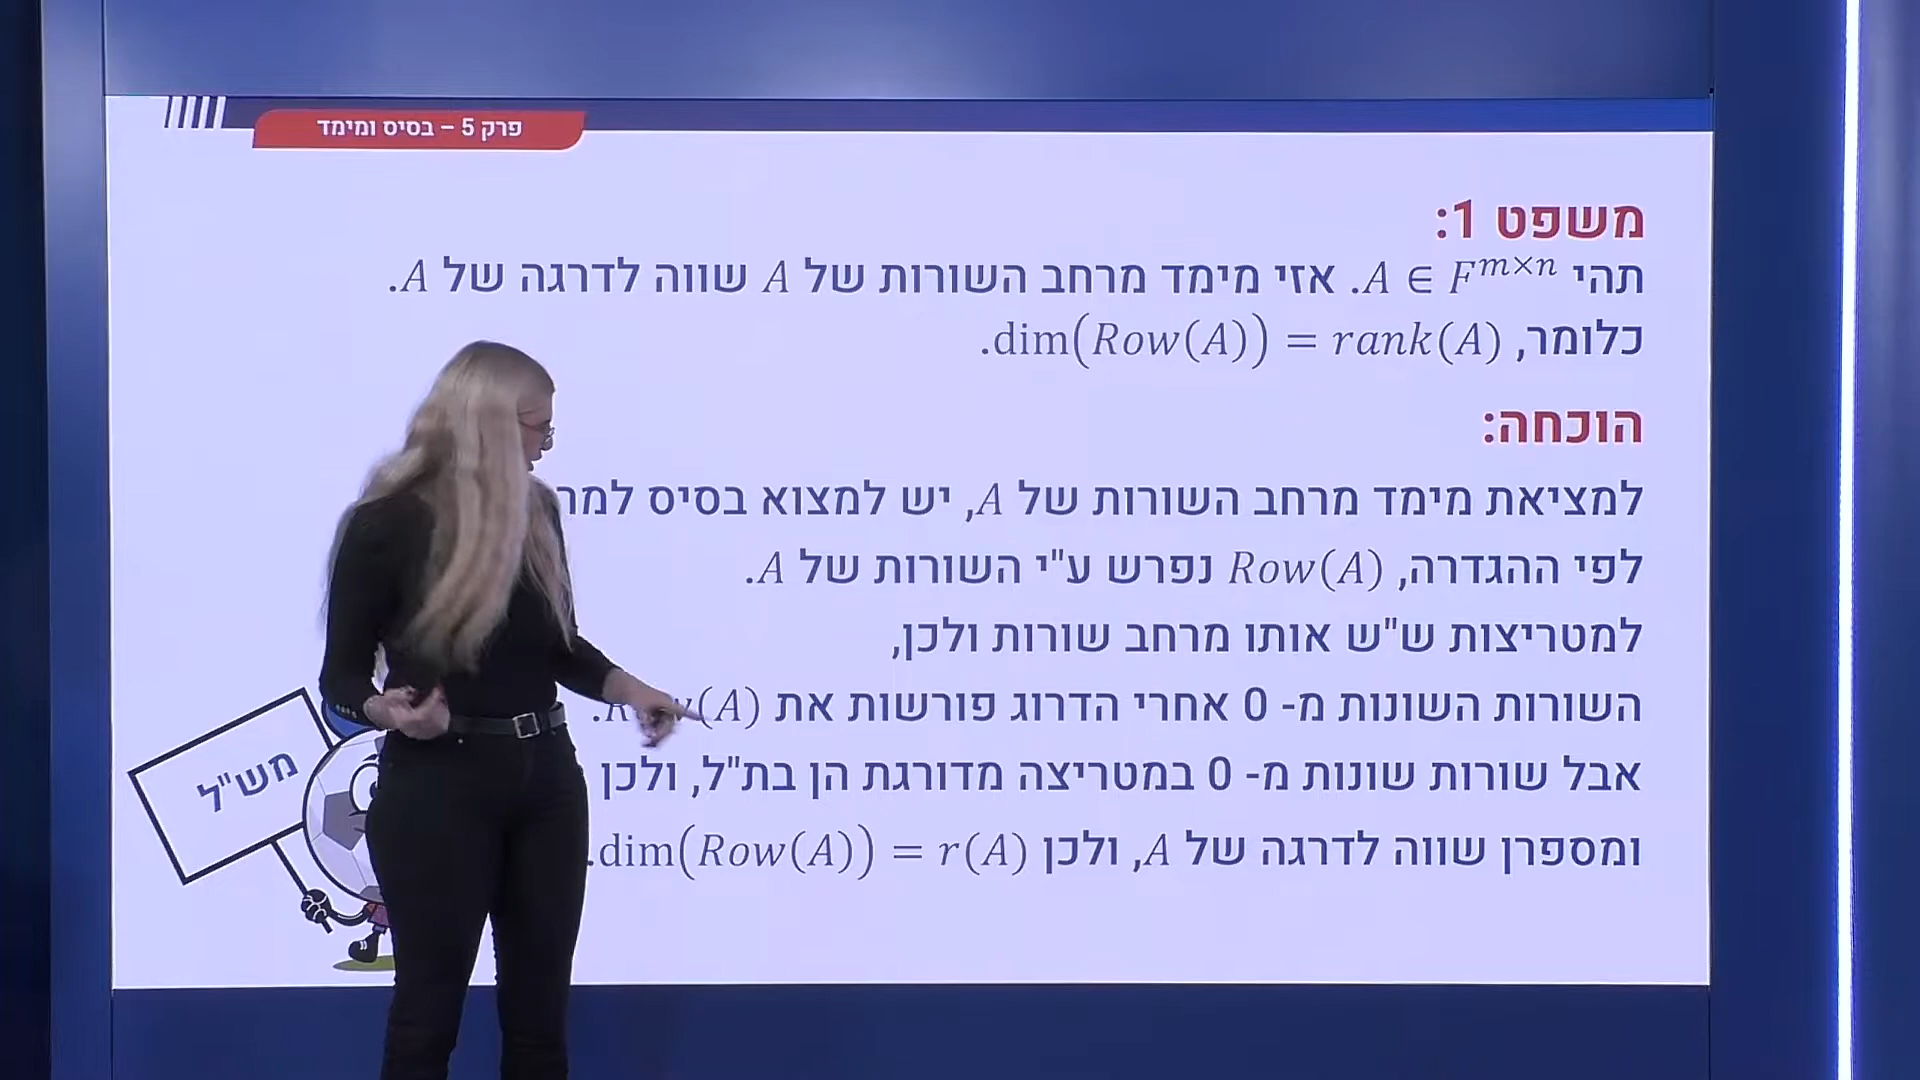 פרק 5 – בסיס ומימד
משפט 1:
תהי A ∈ F^{m×n}. אזי מימד מרחב השורות של A שווה לדרגה של A.
כלומר, dim(Row(A)) = rank(A).
הוכחה:
למציאת מימד מרחב השורות של A, יש למצוא בסיס
לפי ההגדרה, Row(A) נפרש ע"י השורות של A.
למטריצות ש"ש אותו מרחב שורות ולכן,
השורות השונות מ- 0 אחרי הדרוג פורשות את Row(A).
אבל שורות שונות מ- 0 במטריצה מדורגת הן בת"ל, ולכן
ומספרן שווה לדרגה של A, ולכן dim(Row(A)) = r(A).
מש"ל